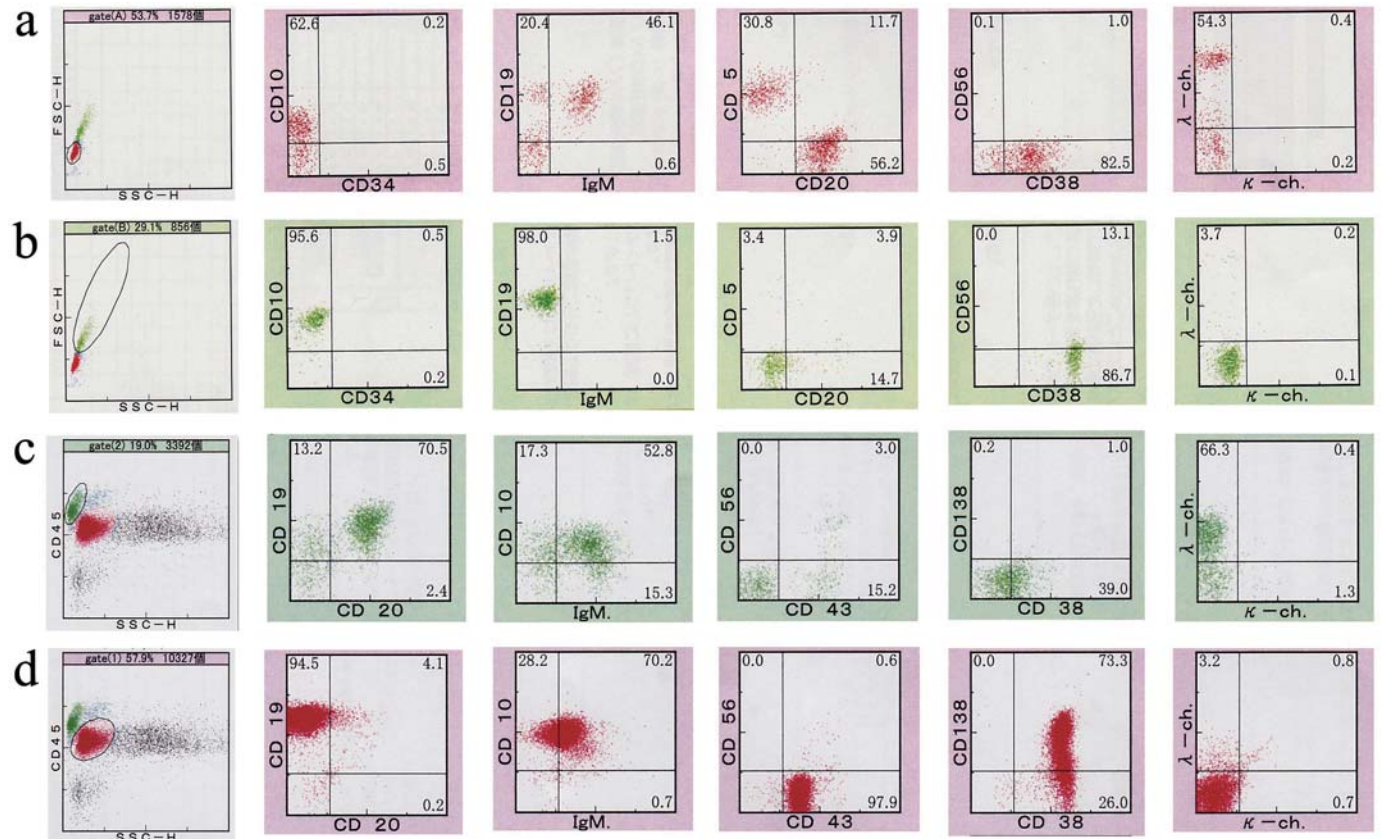 a
gate(A) 53.7% 1578個
FSC-H
SSC-H
62.6 0.2
CD10
0.5
CD34
20.4 46.1
CD19
0.6
IgM
30.8 11.7
CD 5
56.2
CD20
0.1 1.0
CD56
82.5
CD38
54.3 0.4
λ-ch.
0.2
κ-ch.
b
gate(B) 29.1% 856個
FSC-H
SSC-H
95.6 0.5
CD10
0.2
CD34
98.0 1.5
CD19
0.0
IgM
3.4 3.9
CD 5
14.7
CD20
0.0 13.1
CD56
86.7
CD38
3.7 0.2
λ-ch.
0.1
κ-ch.
c
gate(2) 19.0% 3392個
CD45
SSC-H
13.2 70.5
CD 19
2.4
CD 20
17.3 52.8
CD 10
15.3
IgM.
0.0 3.0
CD 56
15.2
CD 43
0.2 1.0
CD138
39.0
CD 38
66.3 0.4
λ-ch.
1.3
κ-ch.
d
gate(1) 57.9% 10327個
CD45
SSC-H
94.5 4.1
CD 19
0.2
CD 20
28.2 70.2
CD 10
0.7
IgM.
0.0 0.6
CD 56
97.9
CD 43
0.0 73.3
CD138
26.0
CD 38
3.2 0.8
λ-ch.
0.7
κ-ch.